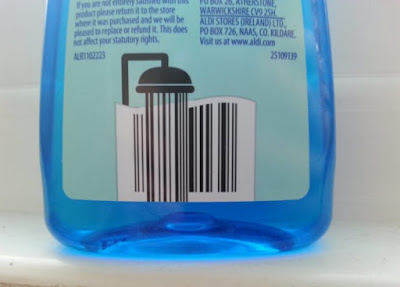 If you are not entirely satisfied with this
product please return it to the store
where it was purchased and we will be
pleased to replace or refund it. This does
not affect your statutory rights.
ALR1102223
PO BOX 26, ATHERSTONE,
WARWICKSHIRE CV9 2SH.
ALDI STORES (IRELAND) LTD.,
PO BOX 726, NAAS, CO. KILDARE.
Visit us at www.aldi.com
25109139